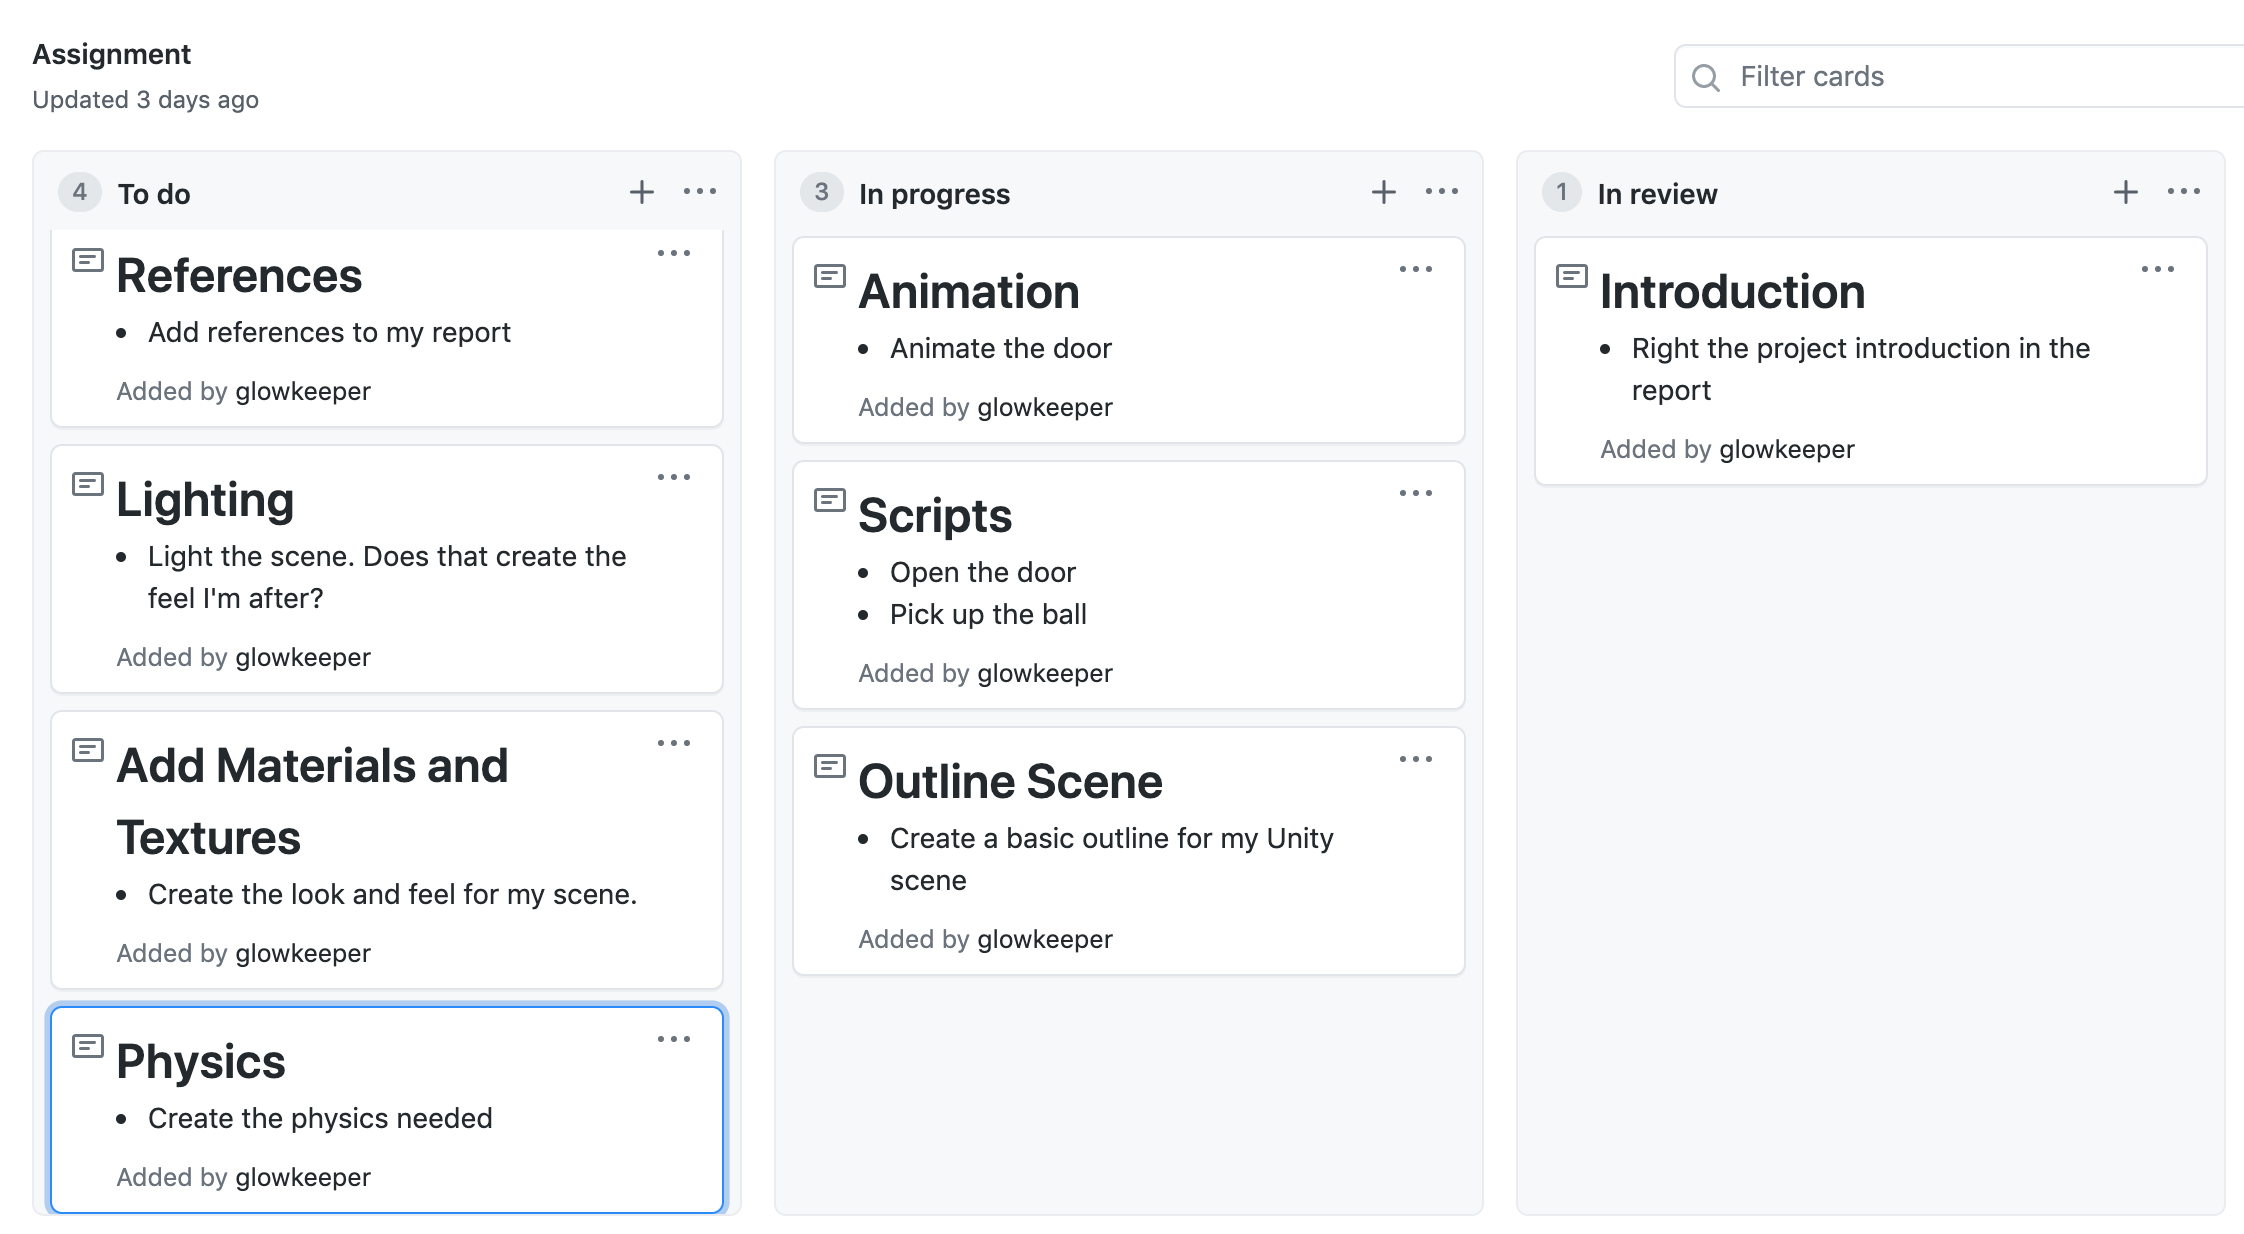 Assignment
Updated 3 days ago
Filter cards
4 To do
References
Add references to my report
Added by glowkeeper
Lighting
Light the scene. Does that create the
feel I'm after?
Added by glowkeeper
Add Materials and
Textures
Create the look and feel for my scene.
Added by glowkeeper
Physics
Create the physics needed
Added by glowkeeper
3 In progress
Animation
Animate the door
Added by glowkeeper
Scripts
Open the door
Pick up the ball
Added by glowkeeper
Outline Scene
Create a basic outline for my Unity
scene
Added by glowkeeper
1 In review
Introduction
Right the project introduction in the
report
Added by glowkeeper